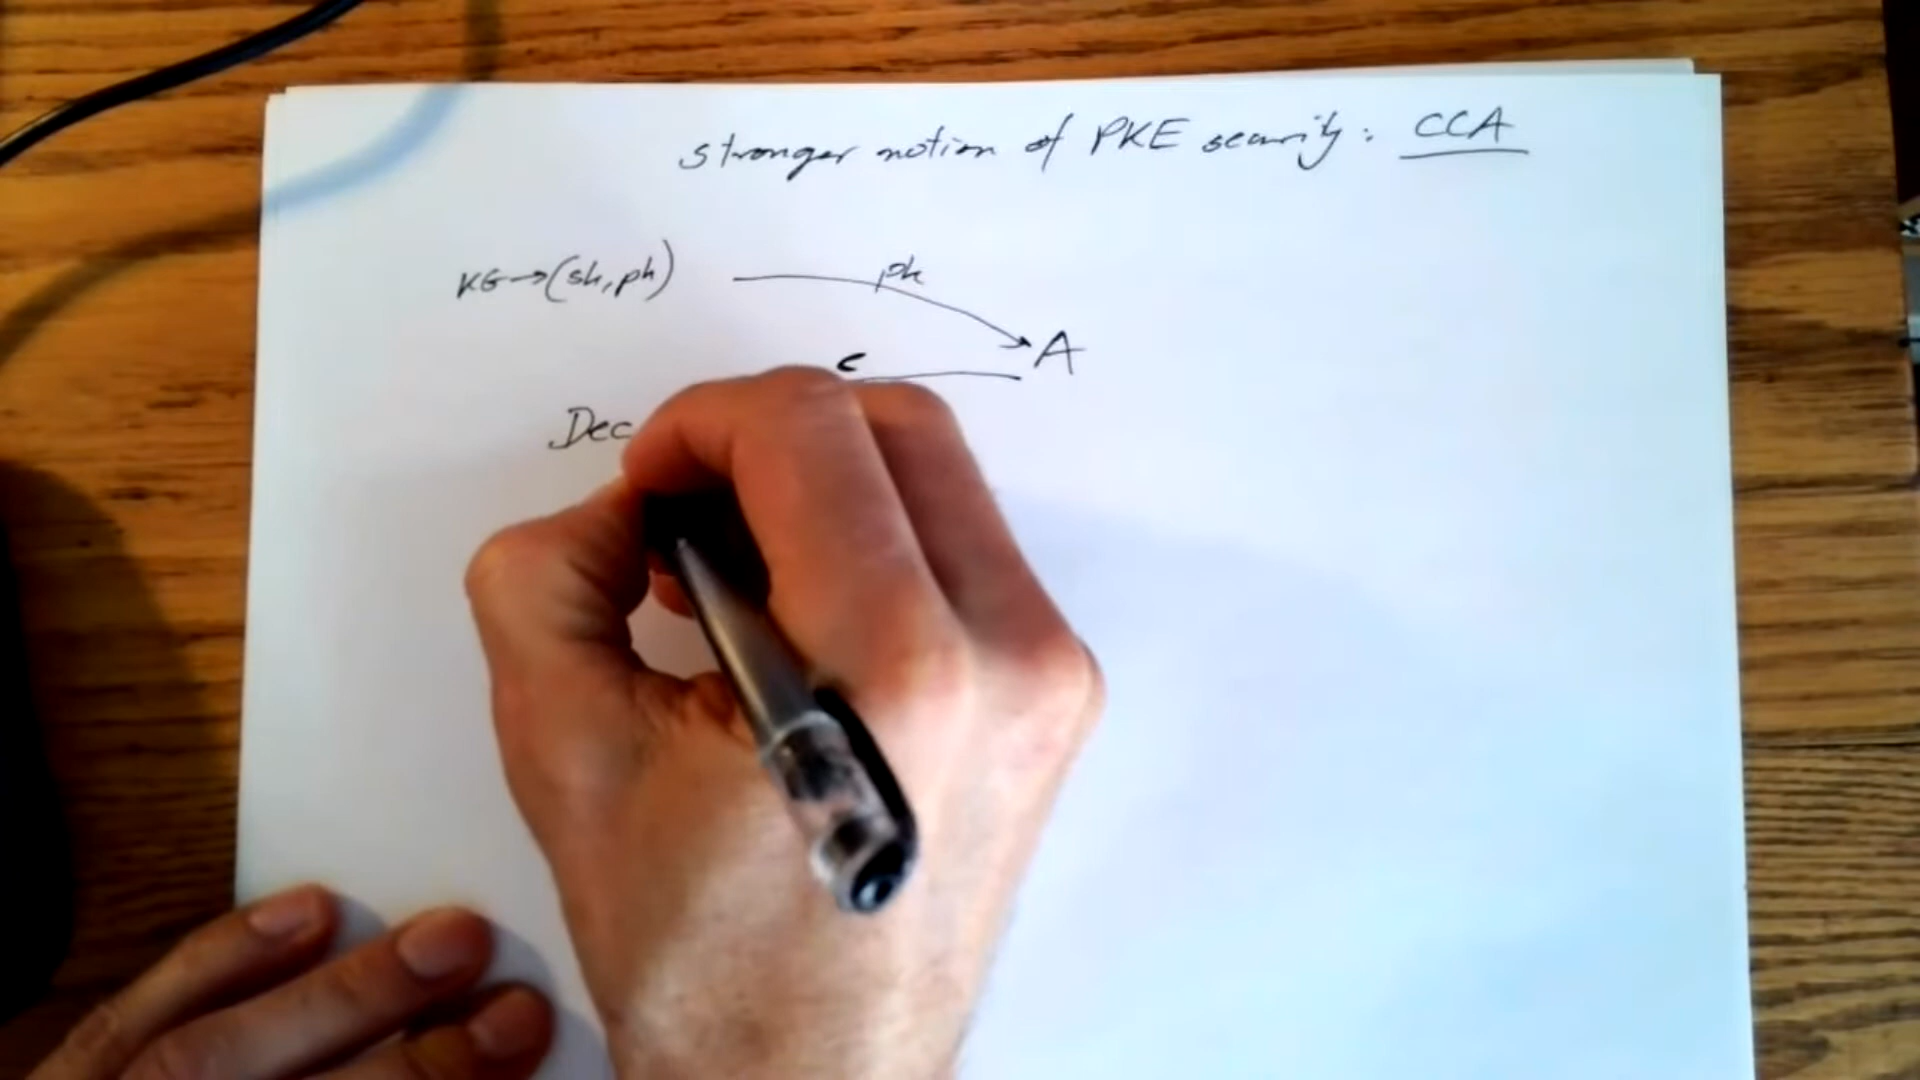 stronger notion of PKE security: CCA
KG→(sk, pk)
pk
A
c
Dec